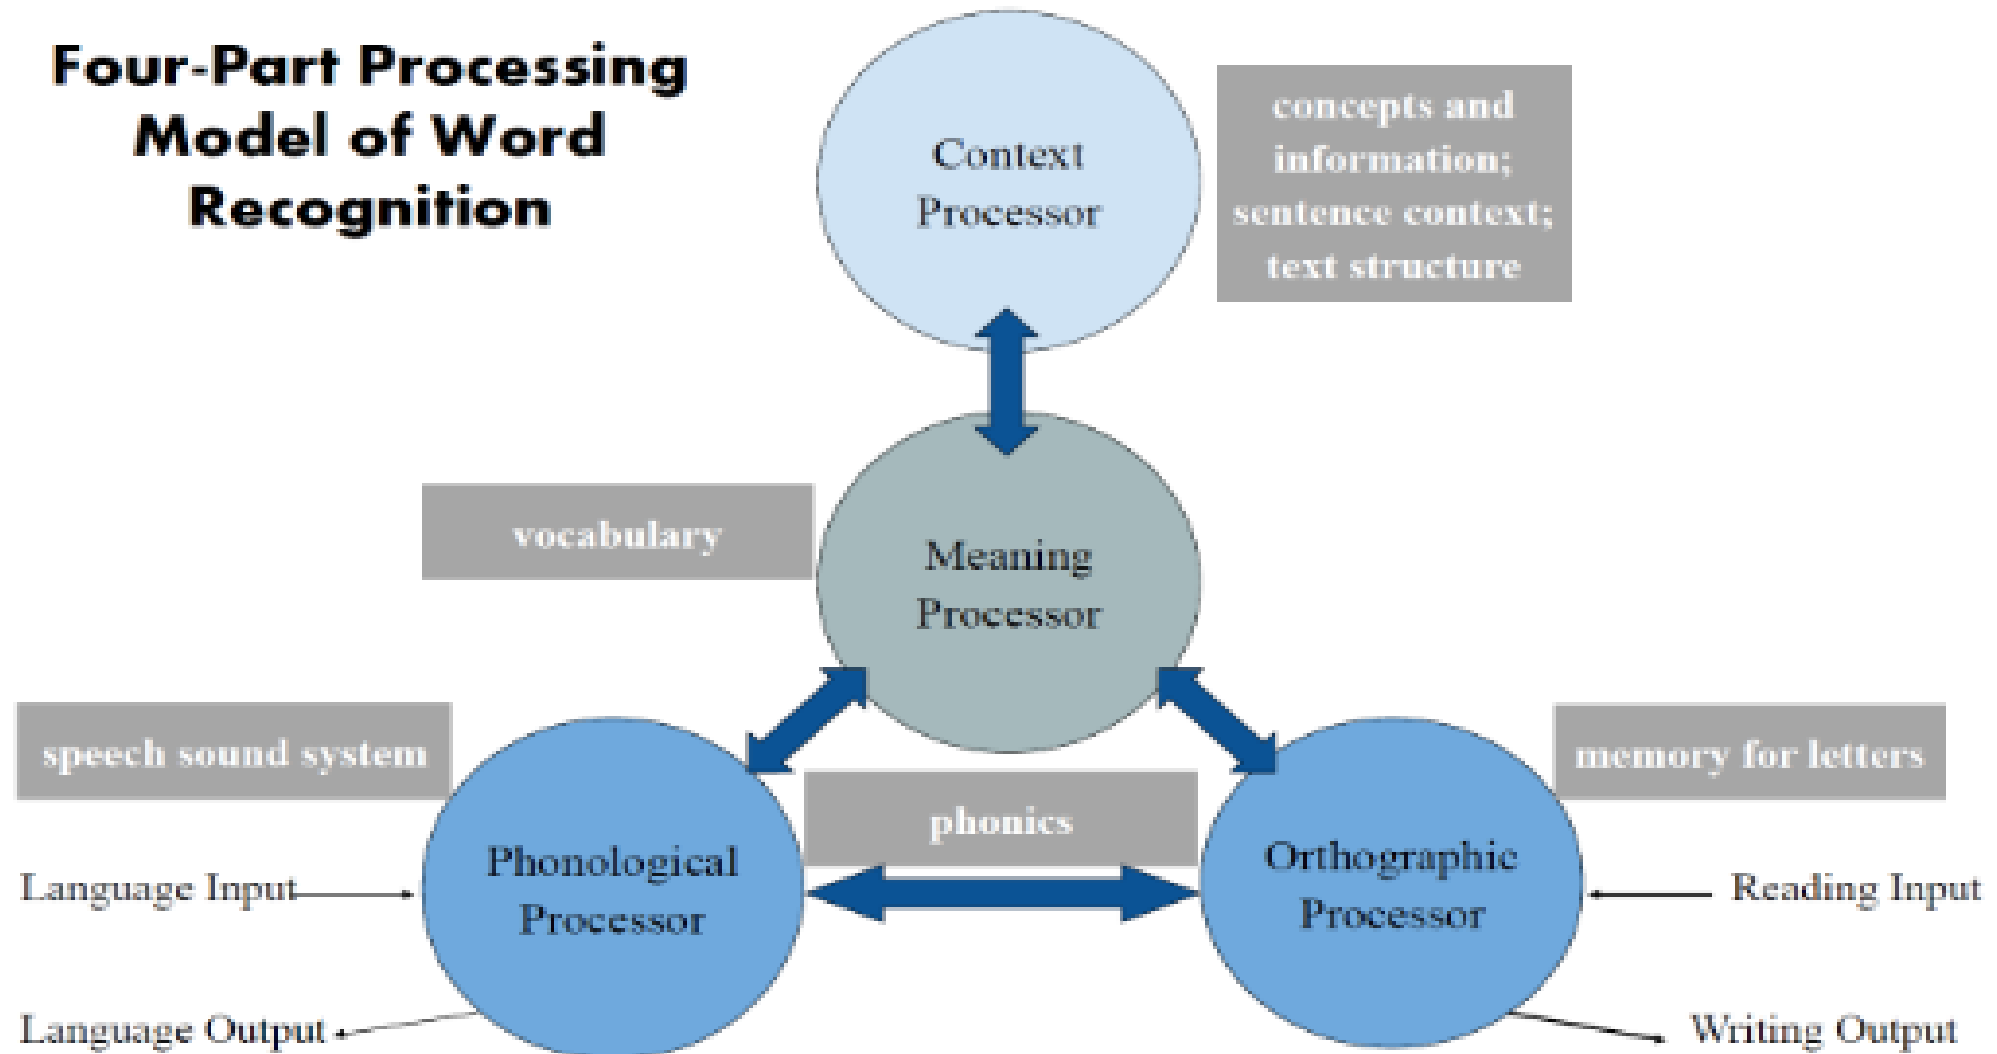 Four-Part Processing
Model of Word
Recognition
Context
Processor
concepts and
information;
sentence context;
text structure
vocabulary
Meaning
Processor
speech sound system
memory for letters
phonics
Phonological
Processor
Orthographic
Processor
Language Input
Reading Input
Language Output
Writing Output